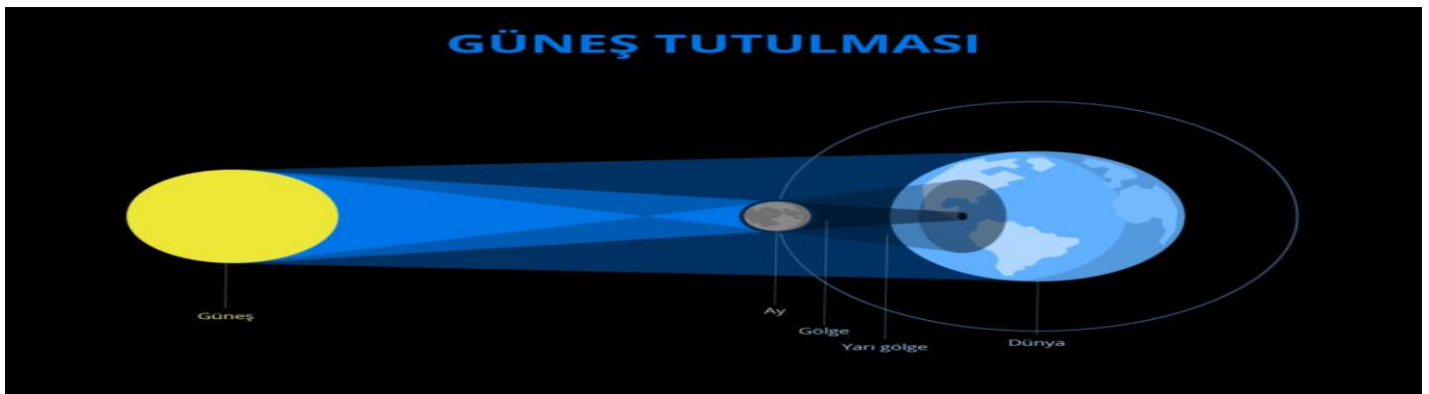 GÜNEŞ TUTULMASI
Güneş
Ay
Gölge
Yarı gölge
Dünya